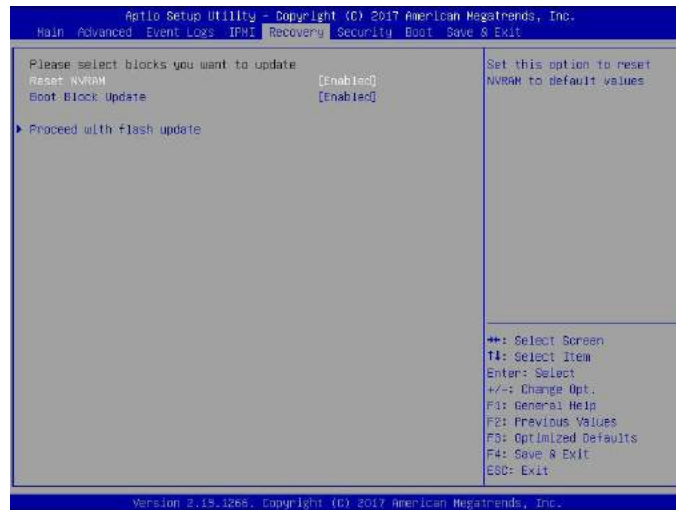 Aptio Setup Utility - Copyright (C) 2017 American Megatrends, Inc.
Main Advanced Event Logs IPMI Recovery Security Boot Save & Exit
Please select blocks you want to update
Reset NVRAM [Enabled]
Boot Block Update [Enabled]
Proceed with flash update
Set this option to reset
NVRAM to default values
→←: Select Screen
↑↓: Select Item
Enter: Select
+/-: Change Opt.
F1: General Help
F2: Previous Values
F3: Optimized Defaults
F4: Save & Exit
ESC: Exit
Version 2.19.1266. Copyright (C) 2017 American Megatrends, Inc.